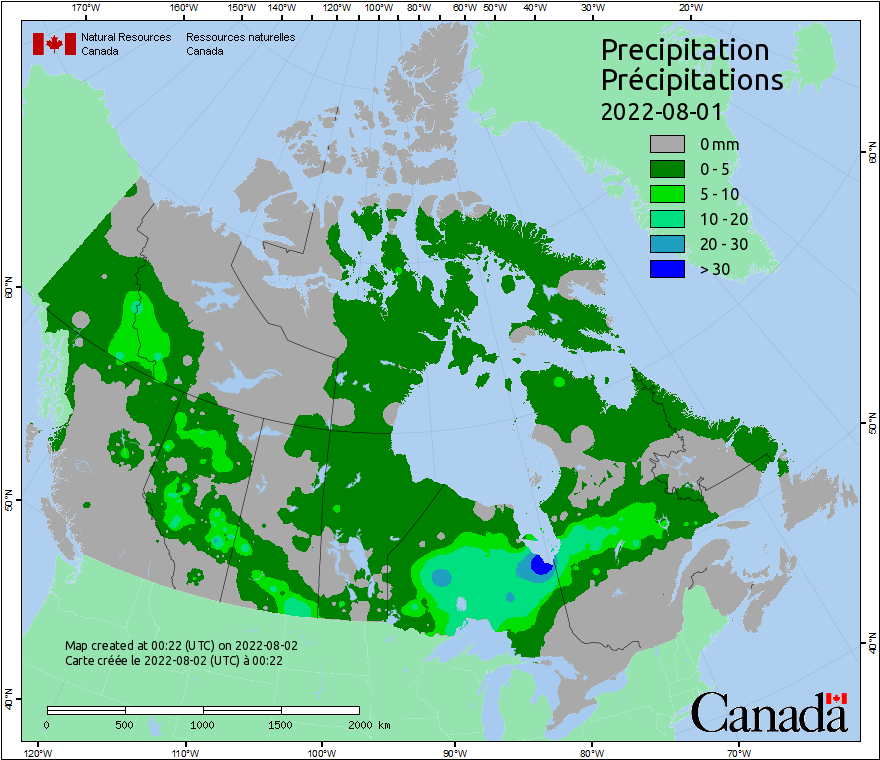 170°W 160°W 150°W 140°W 130°W 120°W 110°W 100°W 90°W 80°W 60°W 50°W 40°W 30°W 20°W
Natural Resources Ressources naturelles
Canada Canada
Precipitation
Précipitations
2022-08-01
0 mm
0 - 5
5 - 10
10 - 20
20 - 30
> 30
60°N 60°N
50°N 50°N
40°N 40°N
Map created at 00:22 (UTC) on 2022-08-02
Carte créée le 2022-08-02 (UTC) à 00:22
0 500 1000 1500 2000 km
Canada
120°W 110°W 100°W 90°W 80°W 70°W